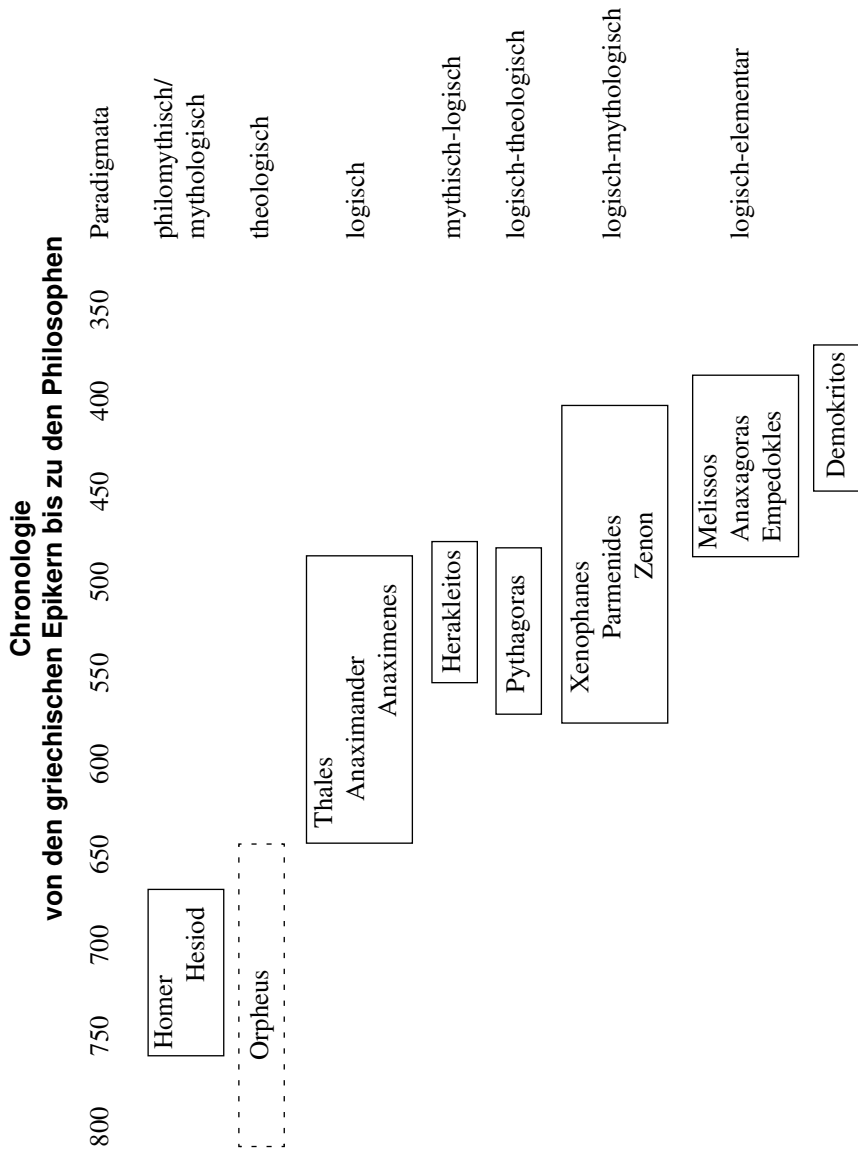 Chronologie
von den griechischen Epikern bis zu den Philosophen
800 750 700 650 600 550 500 450 400 350 Paradigmata
Homer
Hesiod
philomythisch/
mythologisch
Orpheus
theologisch
Thales
Anaximander
Anaximenes
logisch
Herakleitos
mythisch-logisch
Pythagoras
logisch-theologisch
Xenophanes
Parmenides
Zenon
logisch-mythologisch
Melissos
Anaxagoras
Empedokles
logisch-elementar
Demokritos